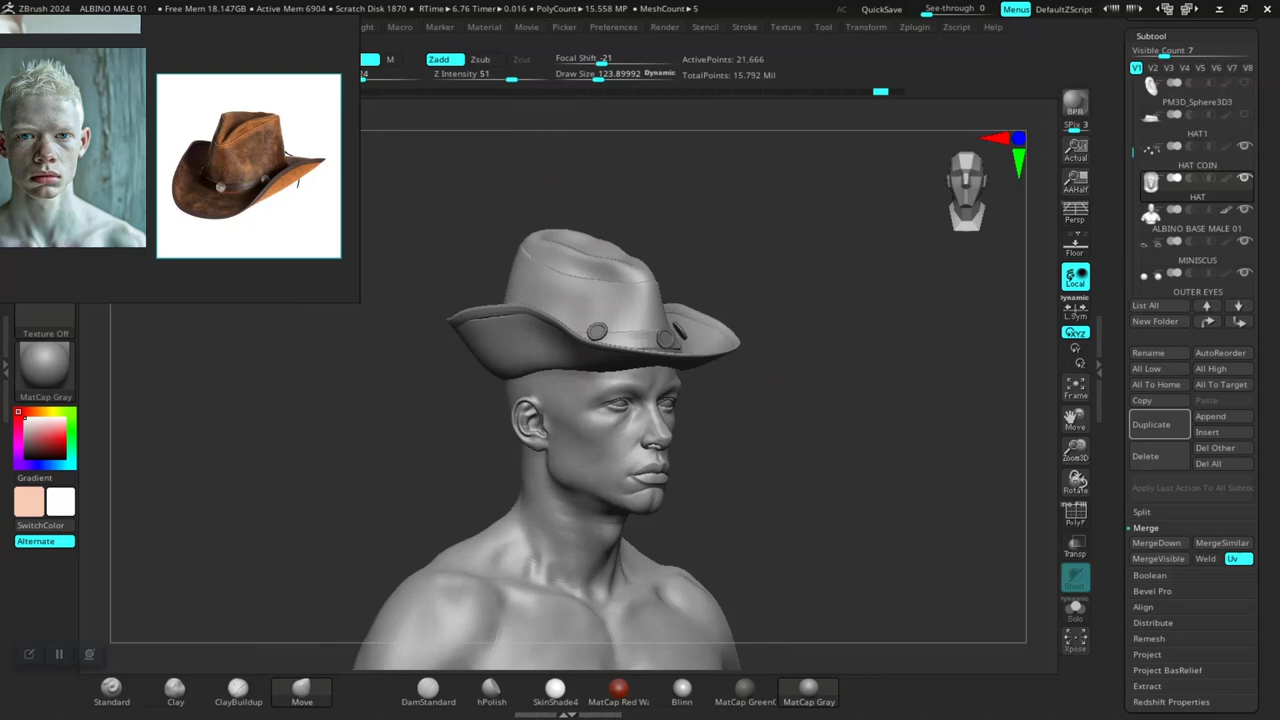 ZBrush 2024 ALBINO MALE 01 • Free Mem 18.147GB • Active Mem 6904 • Scratch Disk 1870 • RTime▸6.76 Timer▸0.016 • PolyCount▸15.558 MP • MeshCount▸5 AC QuickSave See-through 0 Menus DefaultZScript
Macro Marker Material Movie Picker Preferences Render Stencil Stroke Texture Tool Transform Zplugin Zscript Help
M Zadd Zsub Zcut Focal Shift -21 ActivePoints: 21,666
Z Intensity 51 Draw Size 123.89992 Dynamic TotalPoints: 15.792 Mil
Subtool
Visible Count 7
V1 V2 V3 V4 V5 V6 V7 V8
PM3D_Sphere3D3
HAT1
HAT COIN
HAT
ALBINO BASE MALE 01
MINISCUS
OUTER EYES
List All
New Folder
Rename AutoReorder
All Low All High
All To Home All To Target
Copy Paste
Duplicate Append
Insert
Delete Del Other
Del All
Apply Last Action To All Subtoo
Split
Merge
MergeDown MergeSimilar
MergeVisible Weld Uv
Boolean
Bevel Pro
Align
Distribute
Remesh
Project
Project BasRelief
Extract
Redshift Properties
BPR
SPix 3
Actual
AAHalf
Persp
Floor
Local
Dynamic
L.Sym
XYZ
Frame
Move
Zoom3D
Rotate
PolyF
Transp
Ghost
Dynamic
Solo
Xpose
Texture Off
MatCap Gray
Gradient
SwitchColor
Alternate
Standard Clay ClayBuildup Move DamStandard hPolish SkinShade4 MatCap Red Wa Blinn MatCap GreenC MatCap Gray